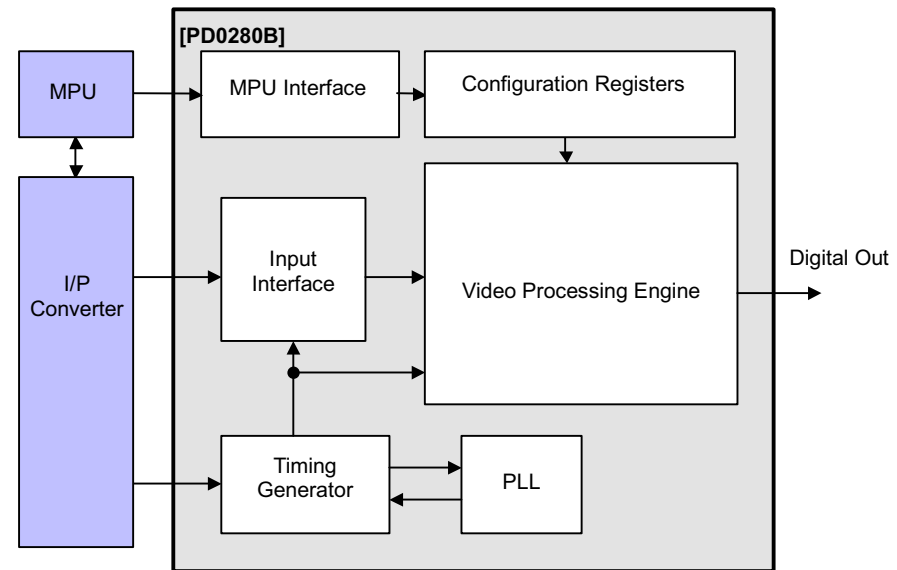 [PD0280B]
MPU
MPU Interface
Configuration Registers
I/P
Converter
Input
Interface
Video Processing Engine
Digital Out
Timing
Generator
PLL